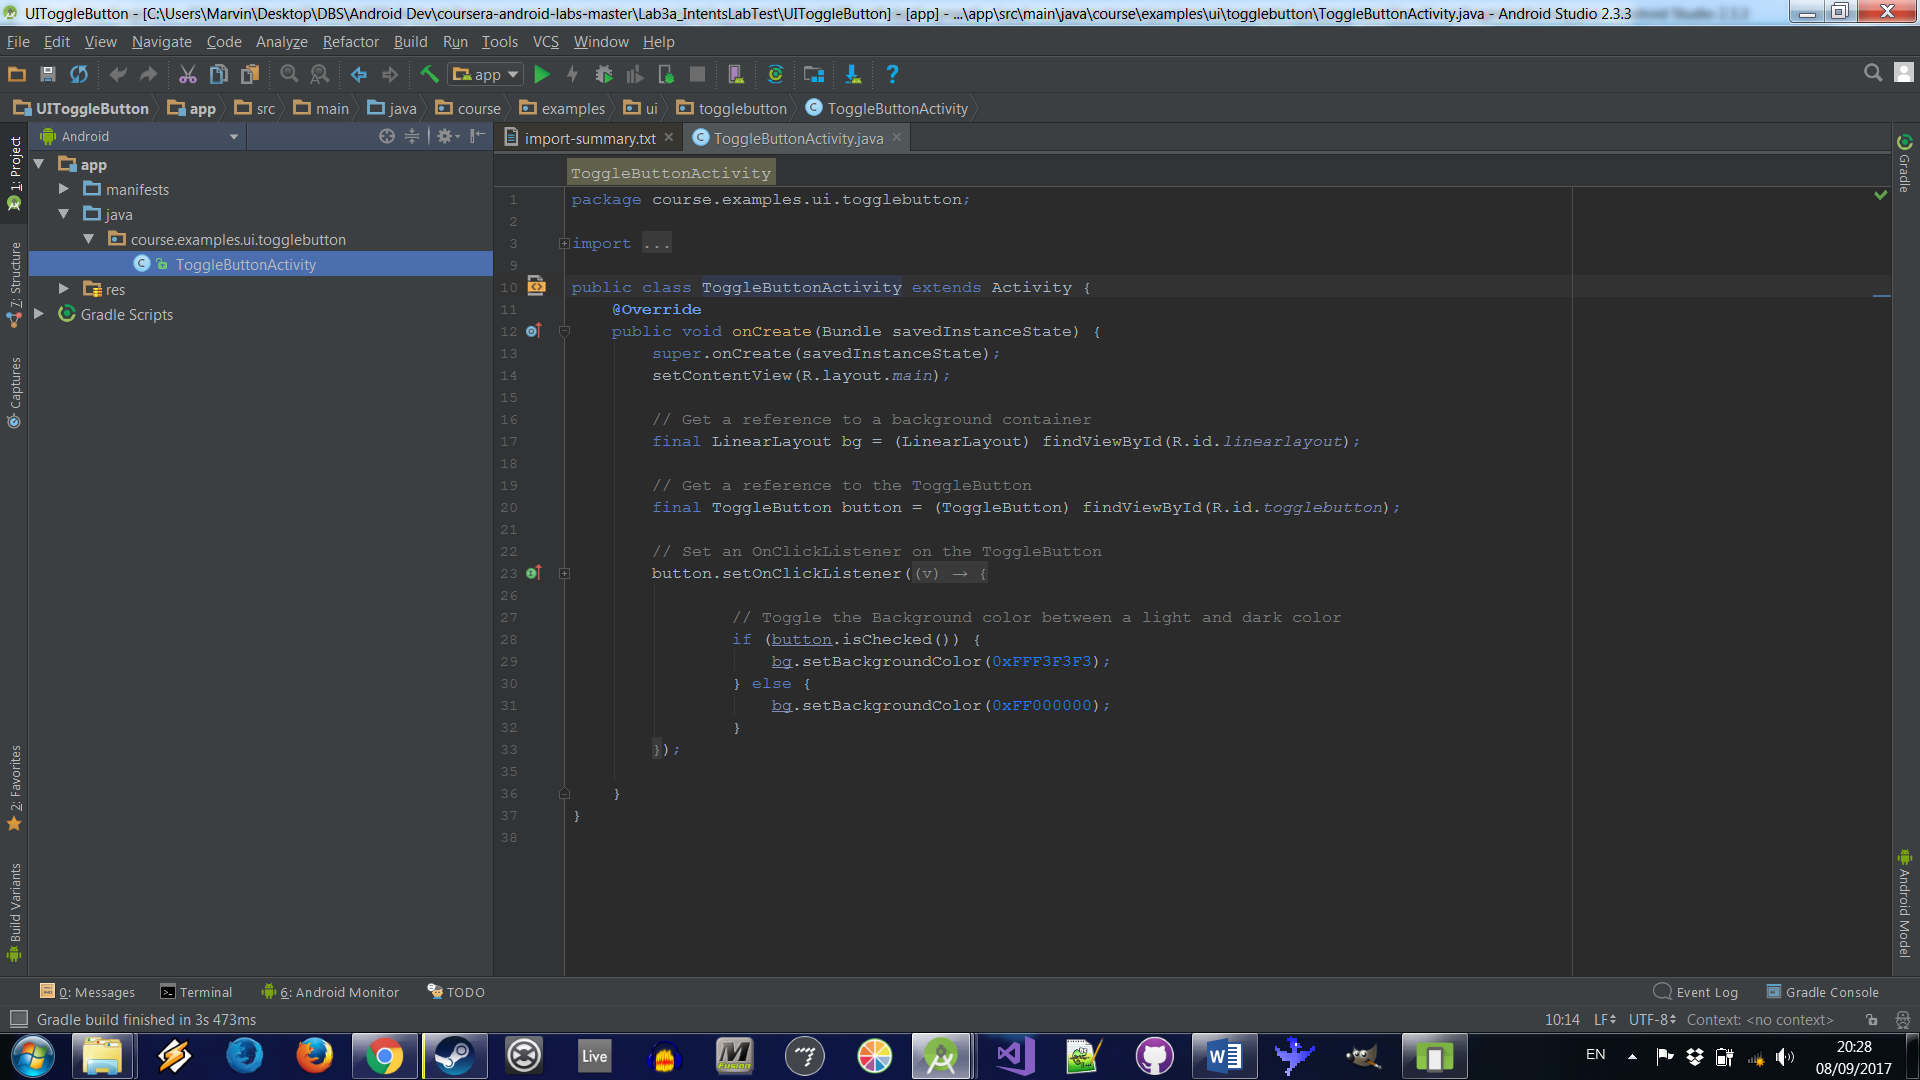 UIToggleButton - [C:\Users\Marvin\Desktop\DBS\Android Dev\coursera-android-labs-master\Lab3a_IntentsLabTest\UIToggleButton] - [app] - ...\app\src\main\java\course\examples\ui\togglebutton\ToggleButtonActivity.java - Android Studio 2.3.3
File Edit View Navigate Code Analyze Refactor Build Run Tools VCS Window Help
app
UIToggleButton app src main java course examples ui togglebutton ToggleButtonActivity
Android
import-summary.txt ToggleButtonActivity.java
1: Project
7: Structure
Captures
2: Favorites
Build Variants
app
manifests
java
course.examples.ui.togglebutton
ToggleButtonActivity
res
Gradle Scripts
ToggleButtonActivity
1 package course.examples.ui.togglebutton;
2
3 import ...
9
10 public class ToggleButtonActivity extends Activity {
11 @Override
12 public void onCreate(Bundle savedInstanceState) {
13 super.onCreate(savedInstanceState);
14 setContentView(R.layout.main);
15
16 // Get a reference to a background container
17 final LinearLayout bg = (LinearLayout) findViewById(R.id.linearlayout);
18
19 // Get a reference to the ToggleButton
20 final ToggleButton button = (ToggleButton) findViewById(R.id.togglebutton);
21
22 // Set an OnClickListener on the ToggleButton
23 button.setOnClickListener((v) → {
26
27 // Toggle the Background color between a light and dark color
28 if (button.isChecked()) {
29 bg.setBackgroundColor(0xFFF3F3F3);
30 } else {
31 bg.setBackgroundColor(0xFF000000);
32 }
33 });
35
36 }
37 }
38
Gradle
Android Model
0: Messages Terminal 6: Android Monitor TODO Event Log Gradle Console
Gradle build finished in 3s 473ms 10:14 LF UTF-8 Context: <no context>
Live
EN
20:28
08/09/2017